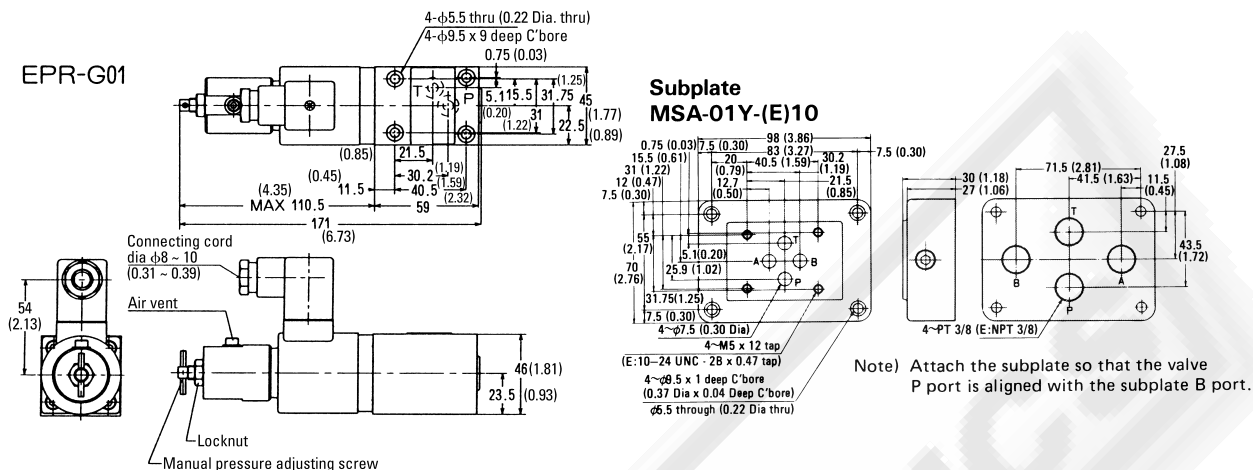 EPR-G01
4-ϕ5.5 thru (0.22 Dia. thru)
4-ϕ9.5 x 9 deep C'bore
0.75 (0.03)
(1.25)
T
P
5.1
15.5
31.75
45
(0.20)
31
(1.77)
(1.22)
22.5
(0.89)
(0.85)
21.5
(1.19)
(0.45)
30.2
(1.59)
11.5
40.5
(2.32)
(4.35)
MAX 110.5
59
171
(6.73)
Connecting cord
dia ϕ8 ~ 10
(0.31 ~ 0.39)
Air vent
54
(2.13)
46(1.81)
23.5
(0.93)
Locknut
Manual pressure adjusting screw
Subplate
MSA-01Y-(E)10
98 (3.86)
0.75 (0.03)
7.5 (0.30)
83 (3.27)
7.5 (0.30)
15.5 (0.61)
20
40.5 (1.59)
30.2
31 (1.22)
(0.79)
(1.19)
12 (0.47)
12.7
21.5
7.5 (0.30)
(0.50)
(0.85)
55
(2.17)
T
5.1(0.20)
A
B
70
25.9 (1.02)
(2.76)
P
31.75(1.25)
7.5 (0.30)
4~ϕ7.5 (0.30 Dia)
4~M5 x 12 tap
(E:10–24 UNC - 2B x 0.47 tap)
4~ϕ9.5 x 1 deep C'bore
(0.37 Dia x 0.04 Deep C'bore)
ϕ5.5 through (0.22 Dia thru)
27.5
(1.08)
71.5 (2.81)
30 (1.18)
41.5 (1.63)
11.5
27 (1.06)
(0.45)
T
43.5
(1.72)
B
A
P
4~PT 3/8 (E:NPT 3/8)
Note) Attach the subplate so that the valve
P port is aligned with the subplate B port.